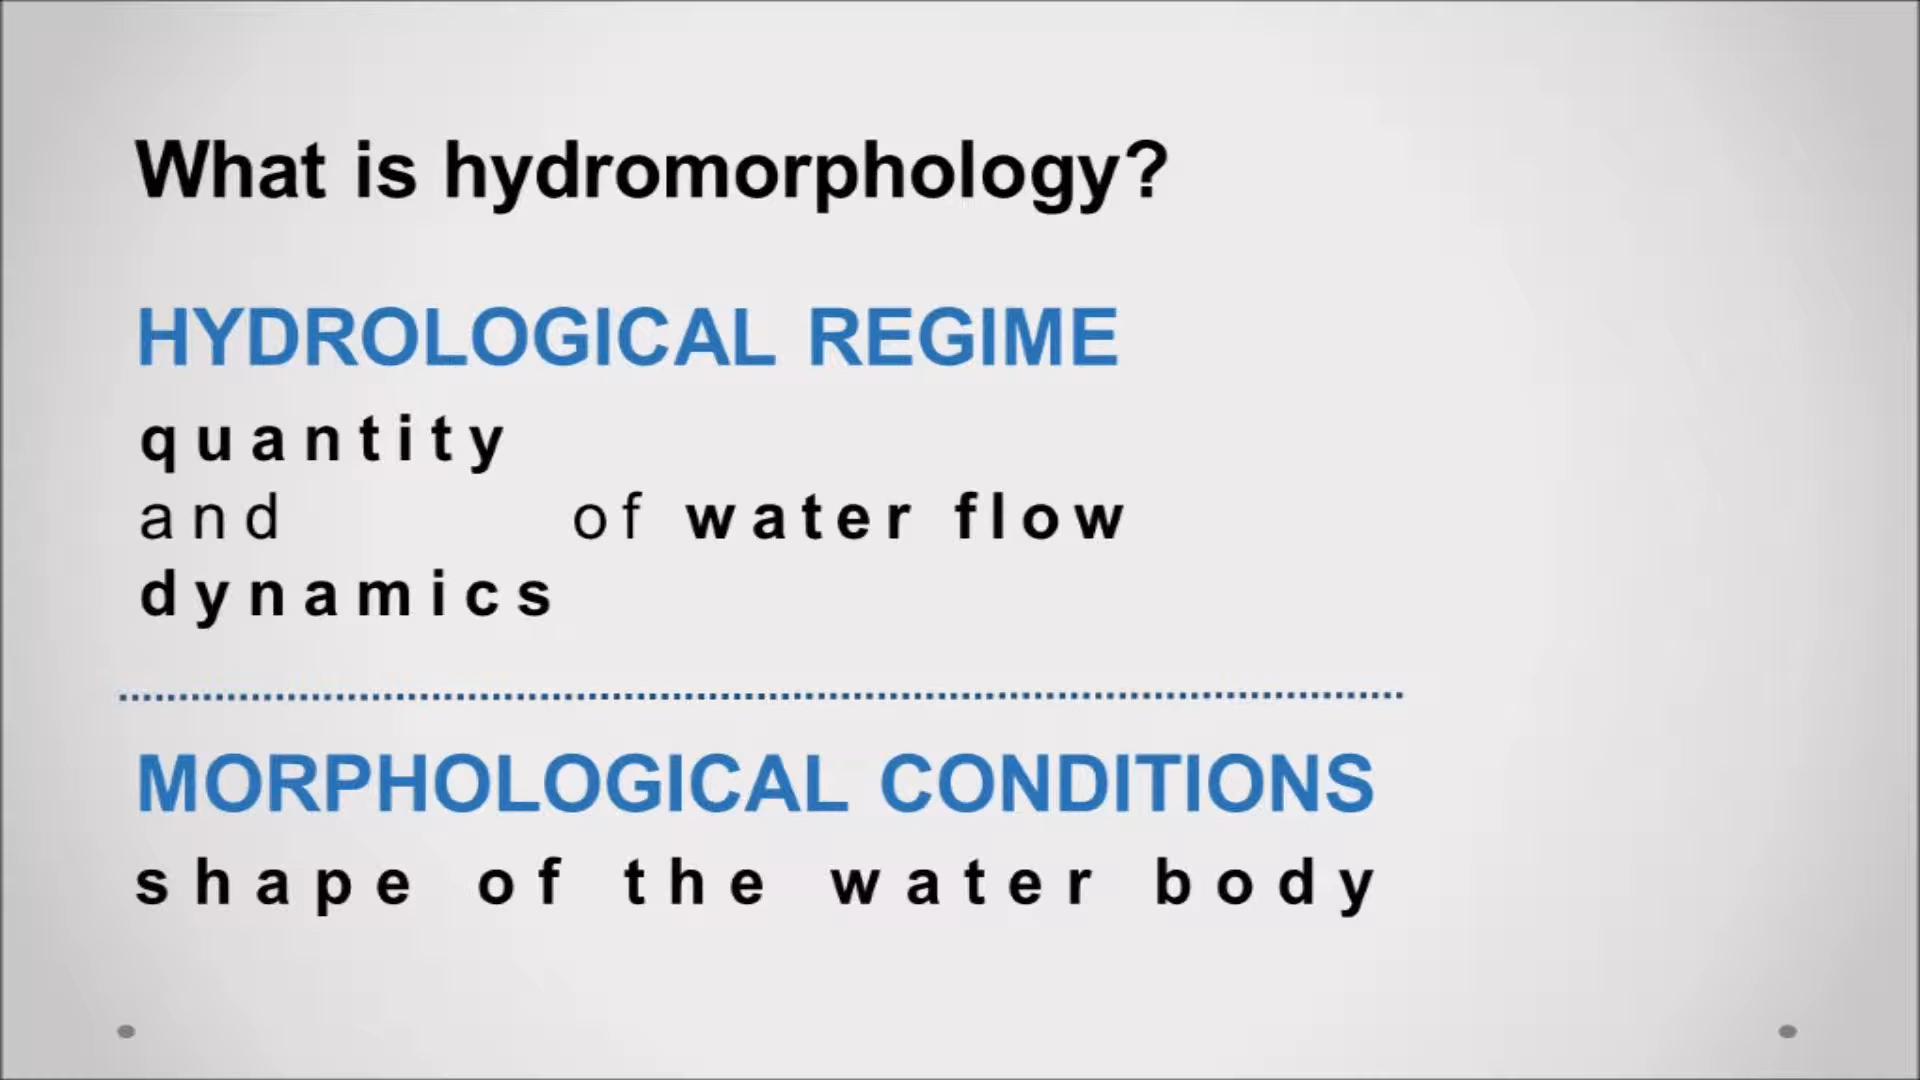 What is hydromorphology?
HYDROLOGICAL REGIME
quantity
and of water flow
dynamics
MORPHOLOGICAL CONDITIONS
shape of the water body